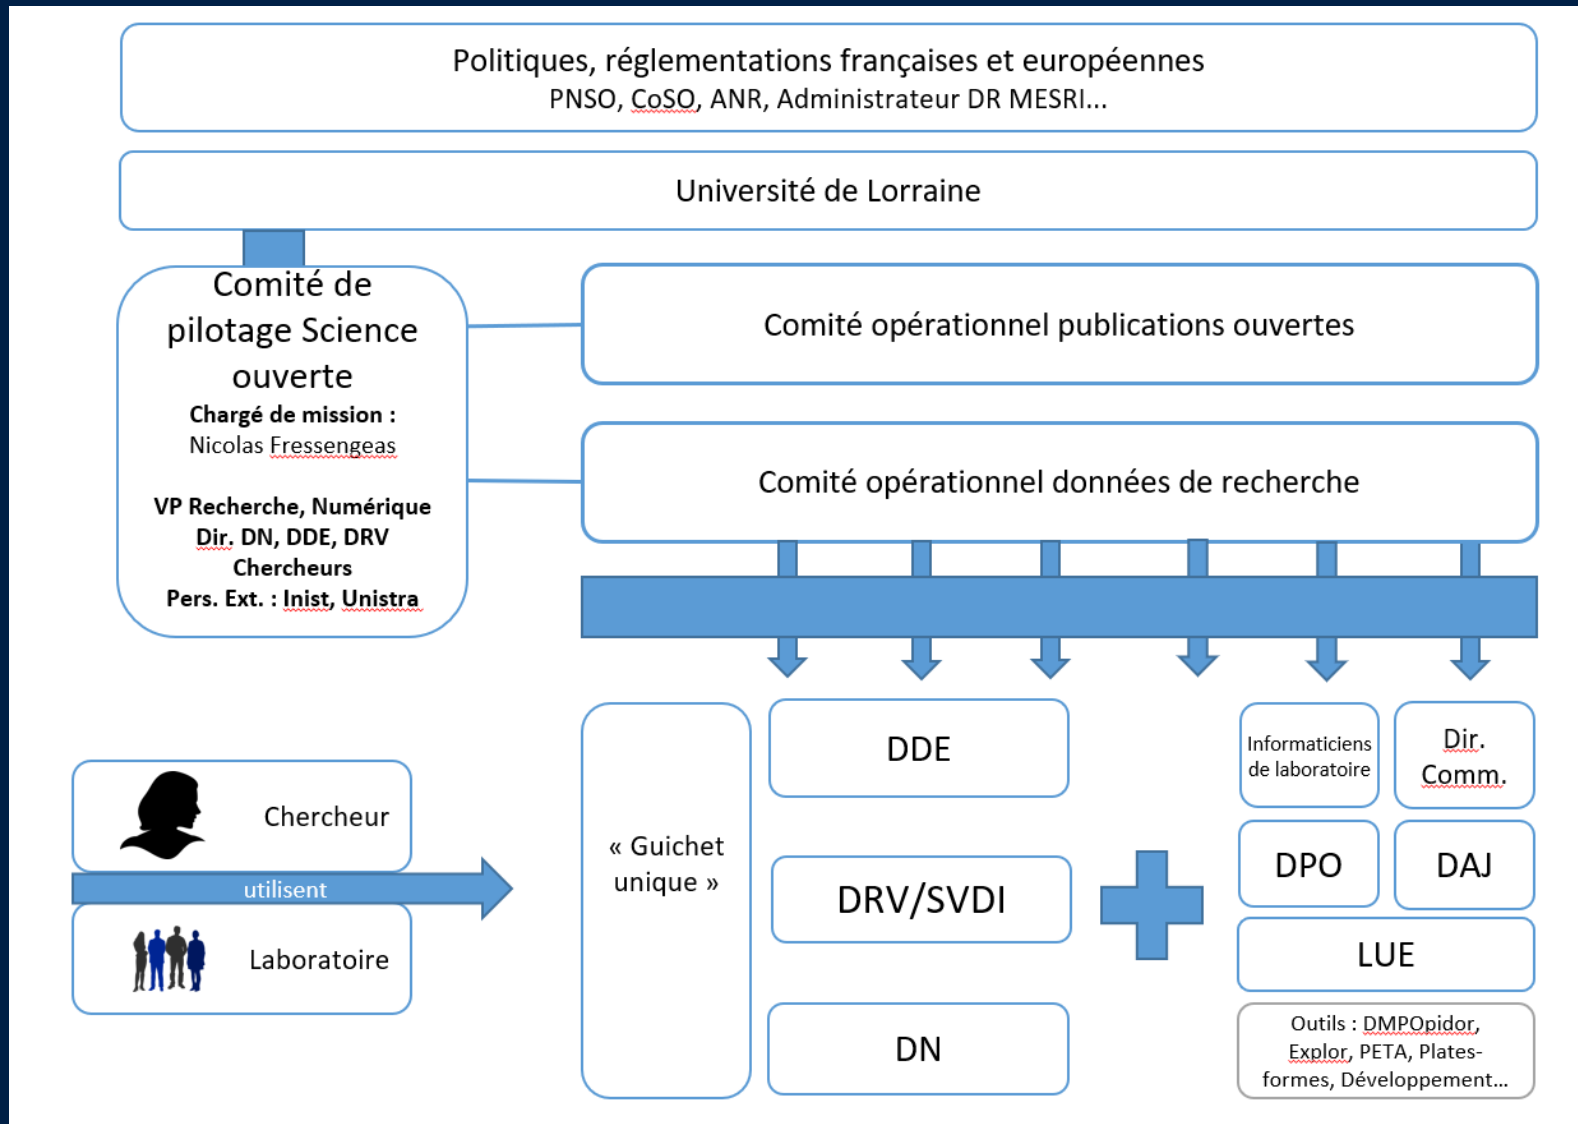 Politiques, réglementations françaises et européennes
PNSO, CoSO, ANR, Administrateur DR MESRI...
Université de Lorraine
Comité de
pilotage Science
ouverte
Chargé de mission :
Nicolas Fressengeas
VP Recherche, Numérique
Dir. DN, DDE, DRV
Chercheurs
Pers. Ext. : Inist, Unistra
Comité opérationnel publications ouvertes
Comité opérationnel données de recherche
Chercheur
utilisent
Laboratoire
« Guichet
unique »
DDE
DRV/SVDI
DN
Informaticiens
de laboratoire
Dir.
Comm.
DPO
DAJ
LUE
Outils : DMPOpidor,
Explor, PETA, Plates-
formes, Développement...